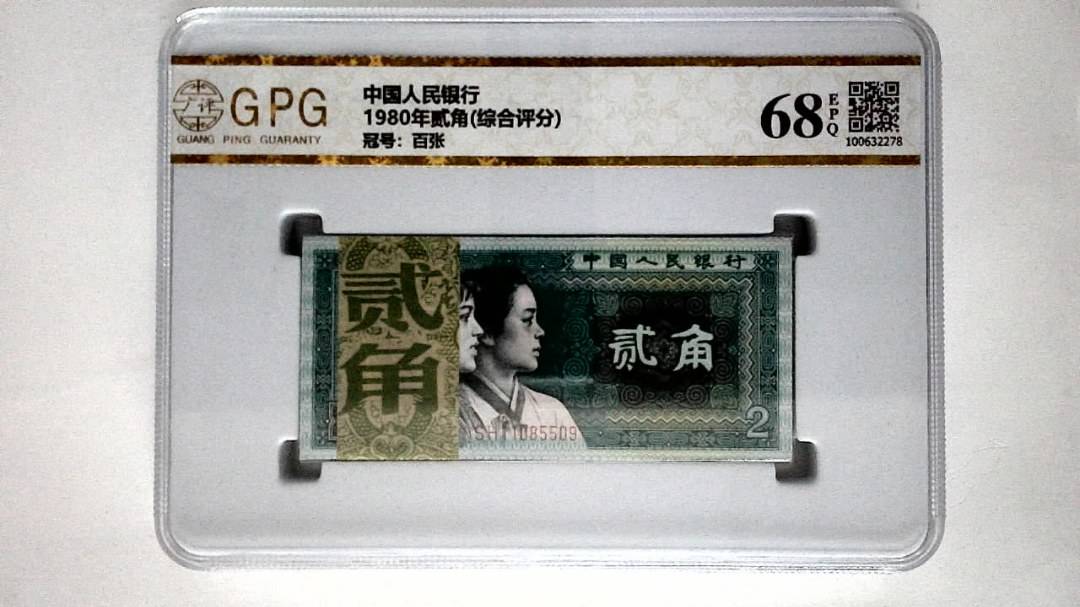 GPG
GUANG PING GUARANTY
中国人民银行
1980年贰角(综合评分)
冠号：百张
68
EPQ
100632278
中国人民银行
贰角
贰角
2